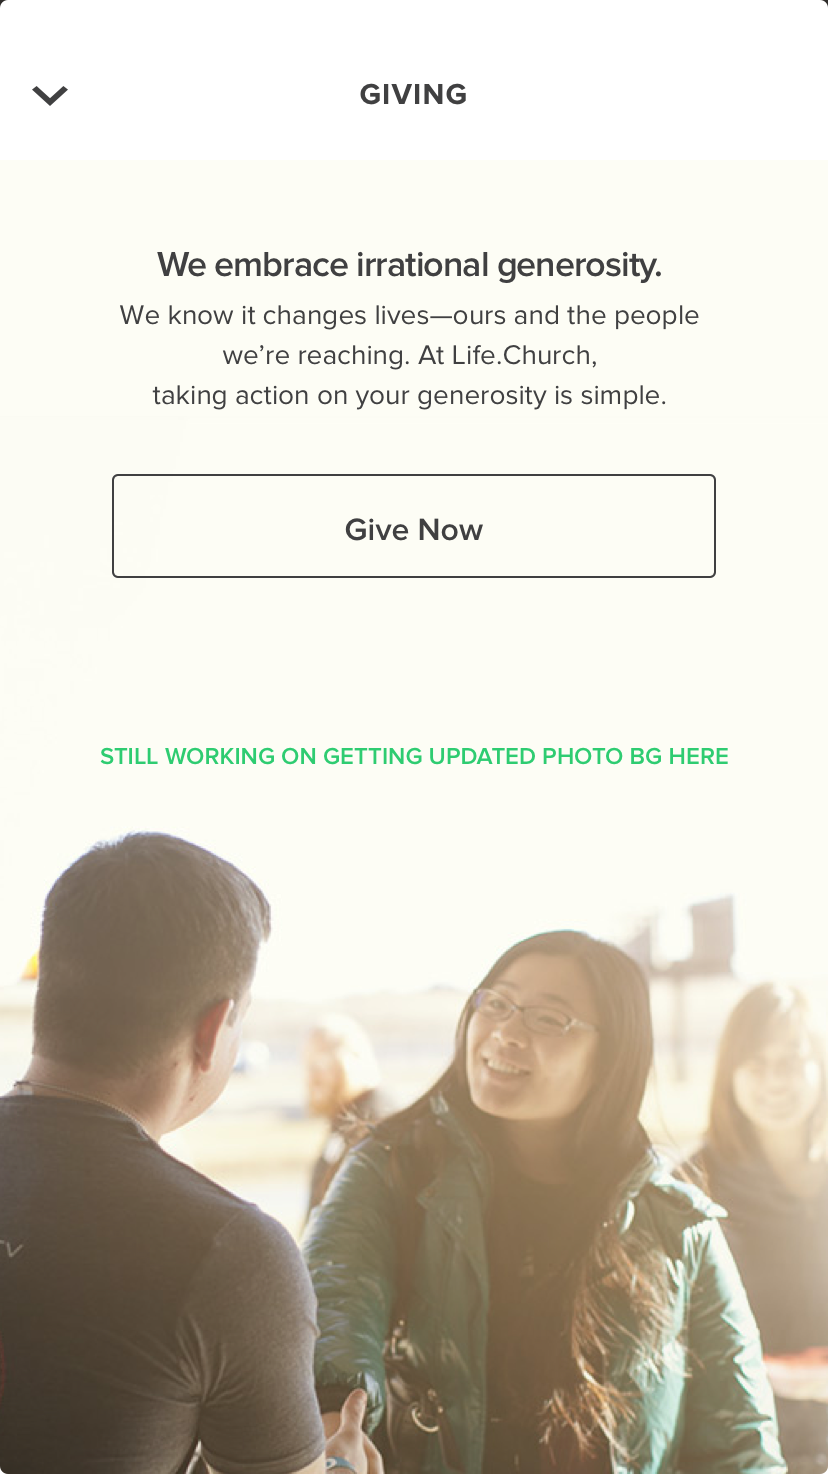 GIVING
We embrace irrational generosity.
We know it changes lives—ours and the people
we’re reaching. At Life.Church,
taking action on your generosity is simple.
Give Now
STILL WORKING ON GETTING UPDATED PHOTO BG HERE